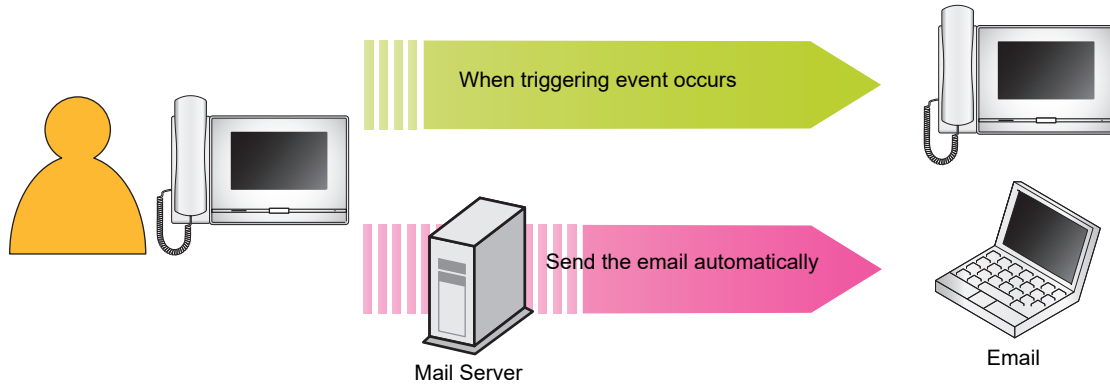 When triggering event occurs
Send the email automatically
Mail Server
Email